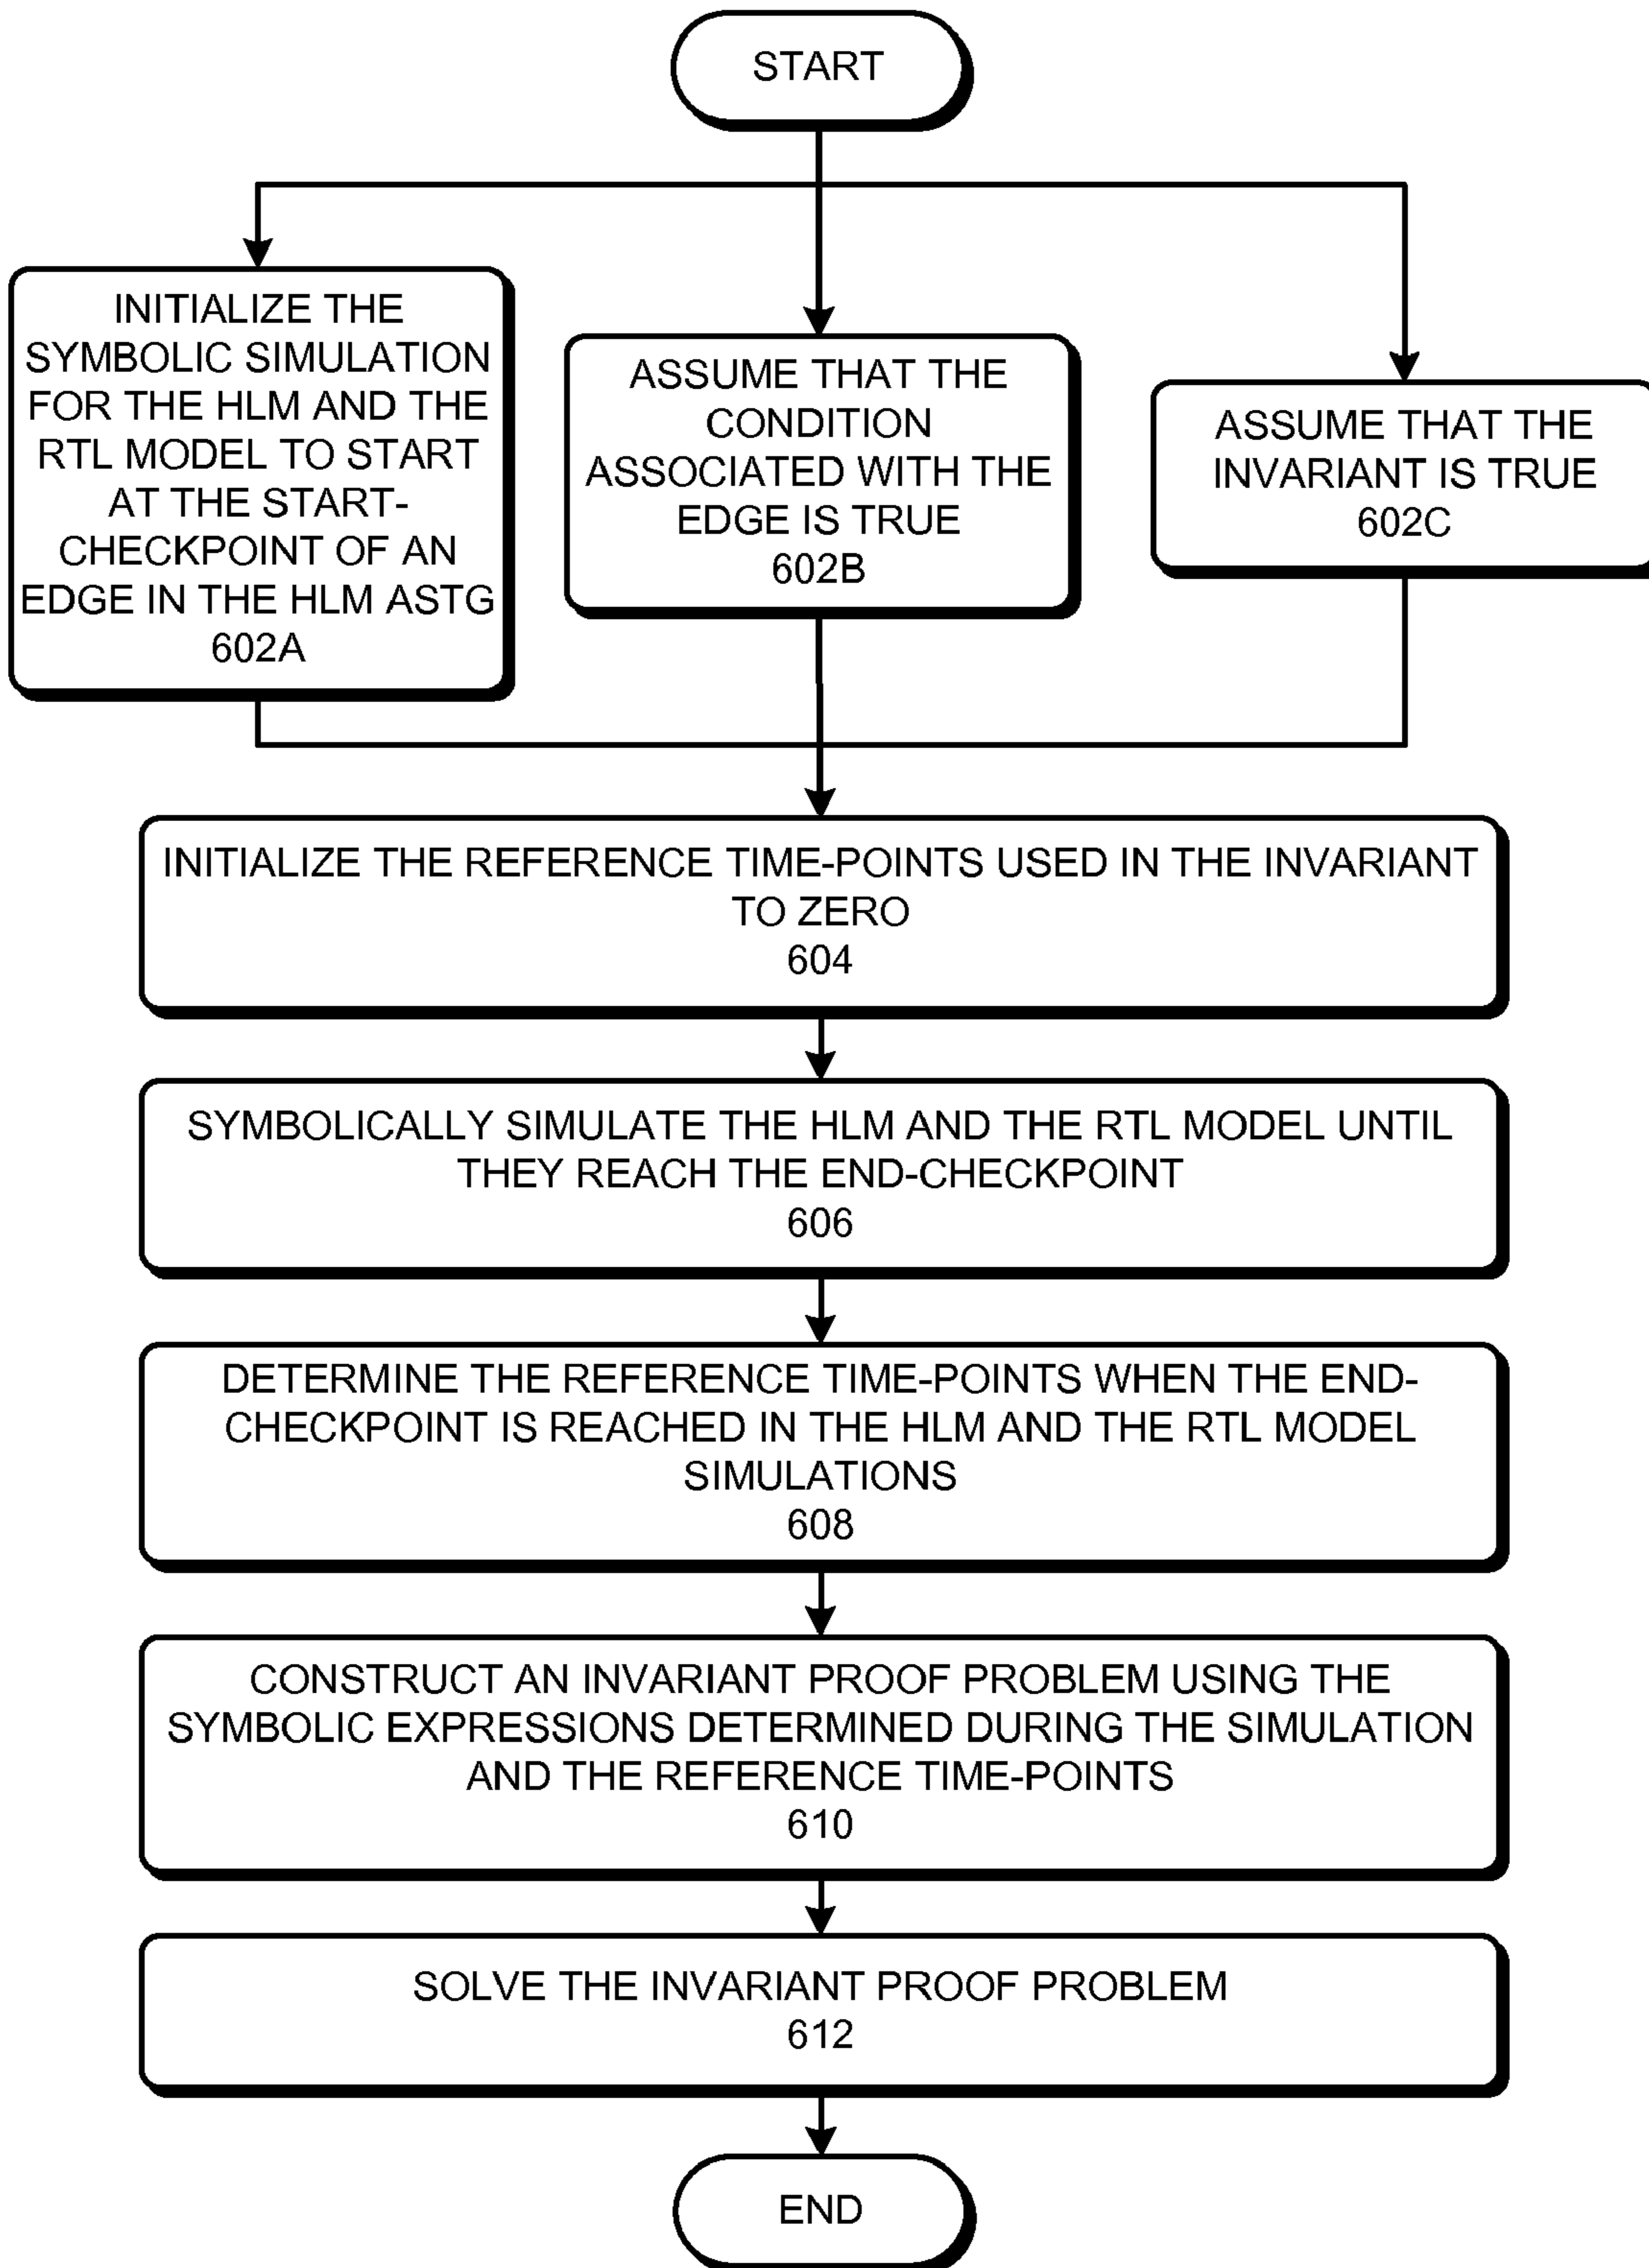 START
INITIALIZE THE
SYMBOLIC SIMULATION
FOR THE HLM AND THE
RTL MODEL TO START
AT THE START-
CHECKPOINT OF AN
EDGE IN THE HLM ASTG
602A
ASSUME THAT THE
CONDITION
ASSOCIATED WITH THE
EDGE IS TRUE
602B
ASSUME THAT THE
INVARIANT IS TRUE
602C
INITIALIZE THE REFERENCE TIME-POINTS USED IN THE INVARIANT
TO ZERO
604
SYMBOLICALLY SIMULATE THE HLM AND THE RTL MODEL UNTIL
THEY REACH THE END-CHECKPOINT
606
DETERMINE THE REFERENCE TIME-POINTS WHEN THE END-
CHECKPOINT IS REACHED IN THE HLM AND THE RTL MODEL
SIMULATIONS
608
CONSTRUCT AN INVARIANT PROOF PROBLEM USING THE
SYMBOLIC EXPRESSIONS DETERMINED DURING THE SIMULATION
AND THE REFERENCE TIME-POINTS
610
SOLVE THE INVARIANT PROOF PROBLEM
612
END